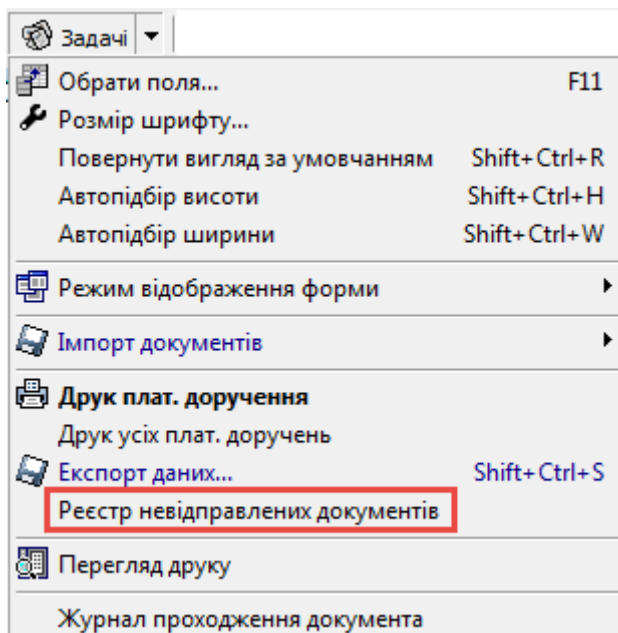 Задачі
Обрати поля... F11
Розмір шрифту...
Повернути вигляд за умовчанням Shift+Ctrl+R
Автопідбір висоти Shift+Ctrl+H
Автопідбір ширини Shift+Ctrl+W
Режим відображення форми
Імпорт документів
Друк плат. доручення
Друк усіх плат. доручень
Експорт даних... Shift+Ctrl+S
Реєстр невідправлених документів
Перегляд друку
Журнал проходження документа